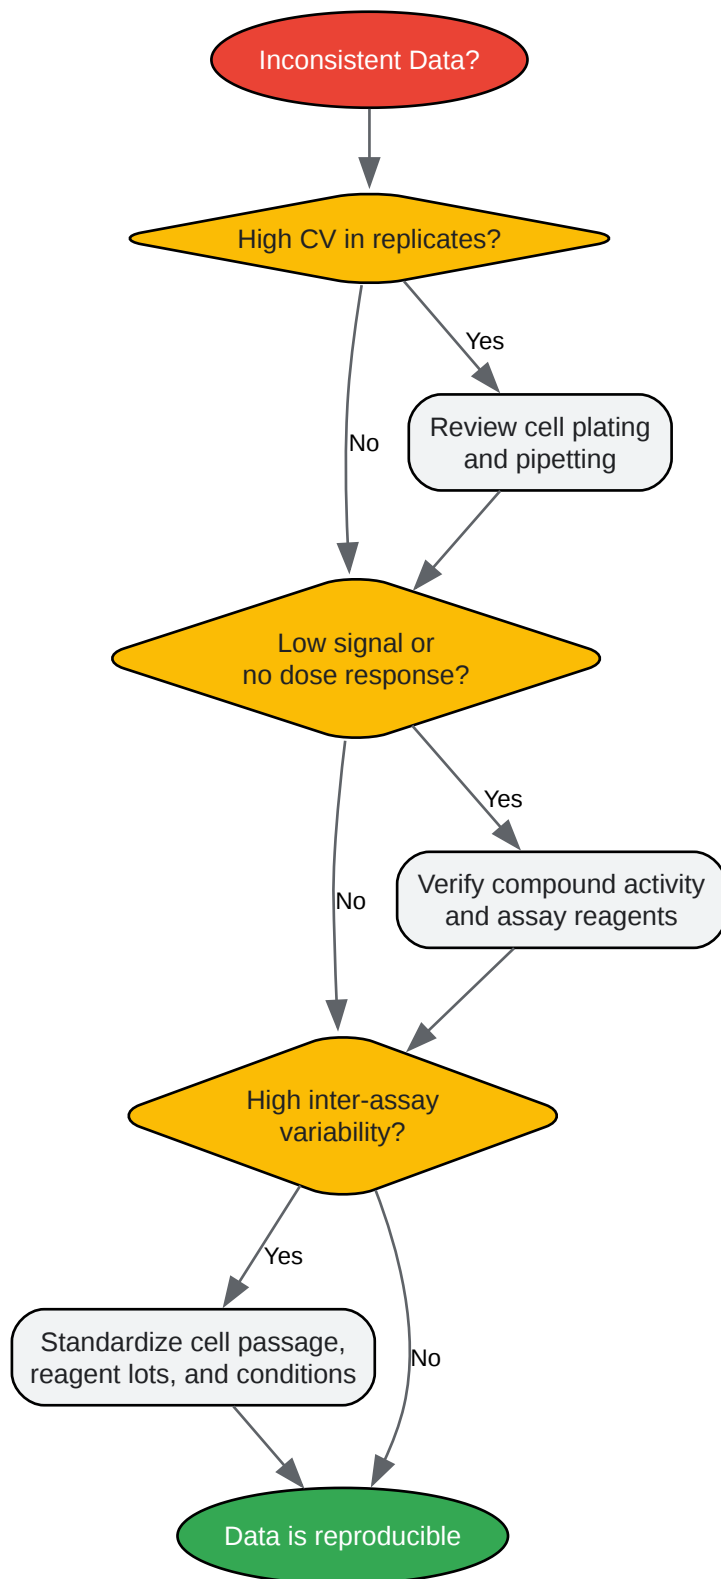 Inconsistent Data?
High CV in replicates?
Yes
Review cell plating
and pipetting
No
Low signal or
no dose response?
Yes
Verify compound activity
and assay reagents
No
High inter-assay
variability?
Yes
Standardize cell passage,
reagent lots, and conditions
No
Data is reproducible